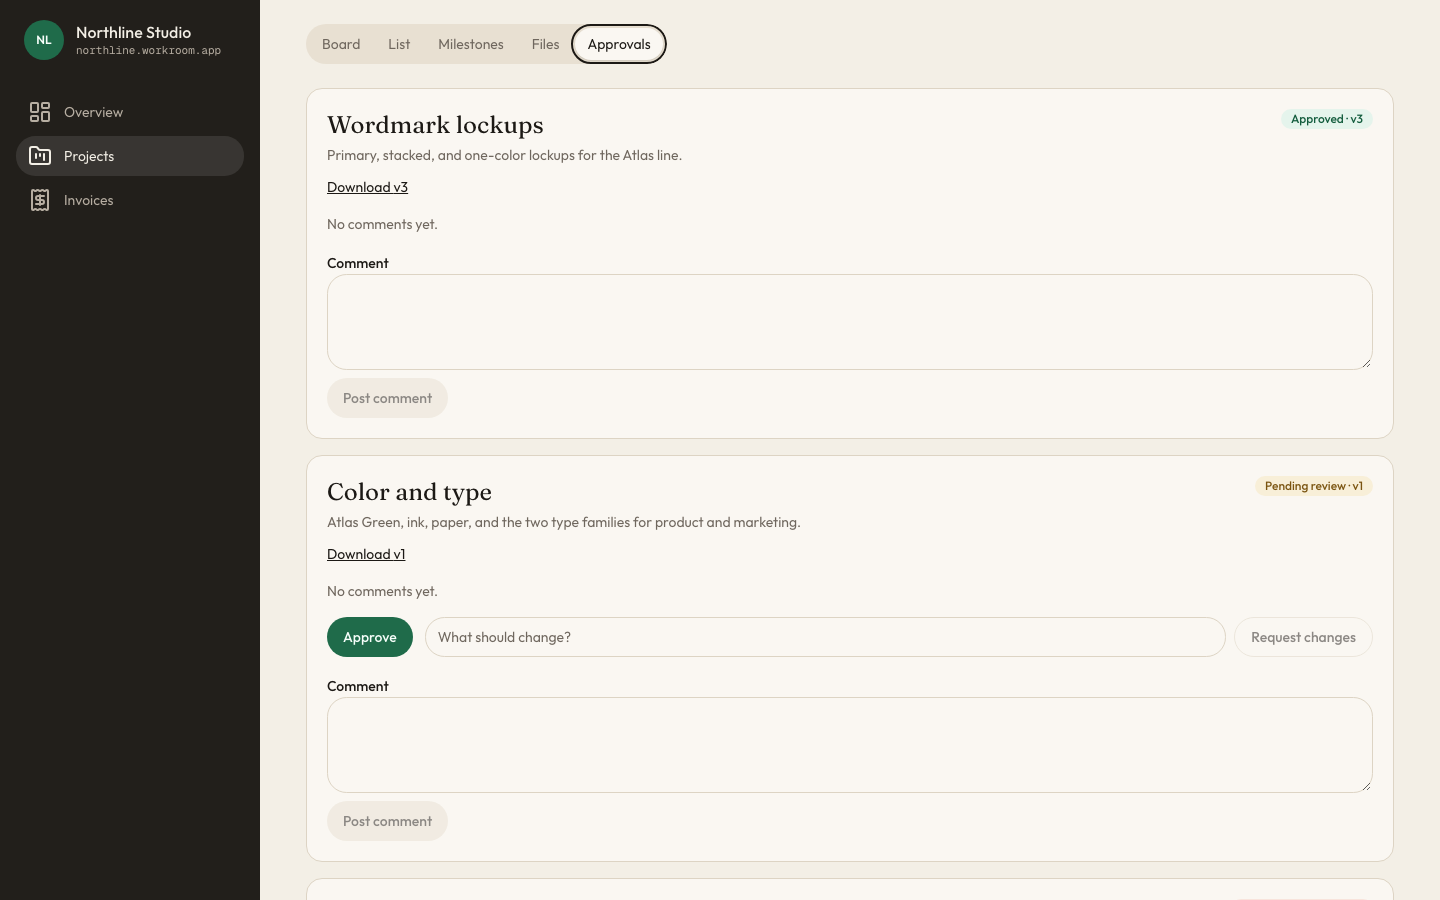 NL
Northline Studio
northline.workroom.app
Overview
Projects
Invoices
Board List Milestones Files Approvals
Wordmark lockups
Approved · v3
Primary, stacked, and one-color lockups for the Atlas line.
Download v3
No comments yet.
Comment
Post comment
Color and type
Pending review · v1
Atlas Green, ink, paper, and the two type families for product and marketing.
Download v1
No comments yet.
Approve What should change? Request changes
Comment
Post comment